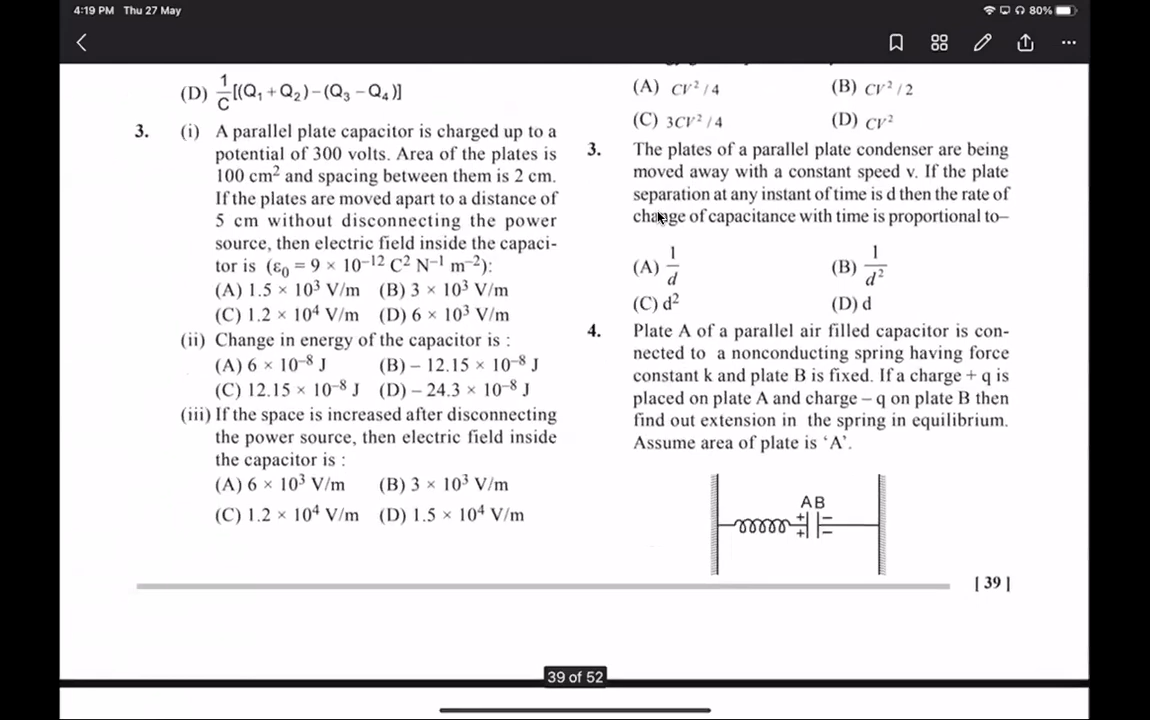 4:19 PM Thu 27 May
80%
(D) 1/C[(Q1 + Q2) – (Q3 – Q4)]
3. (i) A parallel plate capacitor is charged up to a
potential of 300 volts. Area of the plates is
100 cm² and spacing between them is 2 cm.
If the plates are moved apart to a distance of
5 cm without disconnecting the power
source, then electric field inside the capaci-
tor is (ε₀ = 9 × 10⁻¹² C² N⁻¹ m⁻²):
(A) 1.5 × 10³ V/m (B) 3 × 10³ V/m
(C) 1.2 × 10⁴ V/m (D) 6 × 10³ V/m
(ii) Change in energy of the capacitor is :
(A) 6 × 10⁻⁸ J (B) – 12.15 × 10⁻⁸ J
(C) 12.15 × 10⁻⁸ J (D) – 24.3 × 10⁻⁸ J
(iii) If the space is increased after disconnecting
the power source, then electric field inside
the capacitor is :
(A) 6 × 10³ V/m (B) 3 × 10³ V/m
(C) 1.2 × 10⁴ V/m (D) 1.5 × 10⁴ V/m
(A) CV² / 4 (B) CV² / 2
(C) 3CV² / 4 (D) CV²
3. The plates of a parallel plate condenser are being
moved away with a constant speed v. If the plate
separation at any instant of time is d then the rate of
change of capacitance with time is proportional to–
(A) 1/d (B) 1/d²
(C) d² (D) d
4. Plate A of a parallel air filled capacitor is con-
nected to a nonconducting spring having force
constant k and plate B is fixed. If a charge + q is
placed on plate A and charge – q on plate B then
find out extension in the spring in equilibrium.
Assume area of plate is ‘A’.
A B
+ –
+ –
[ 39 ]
39 of 52